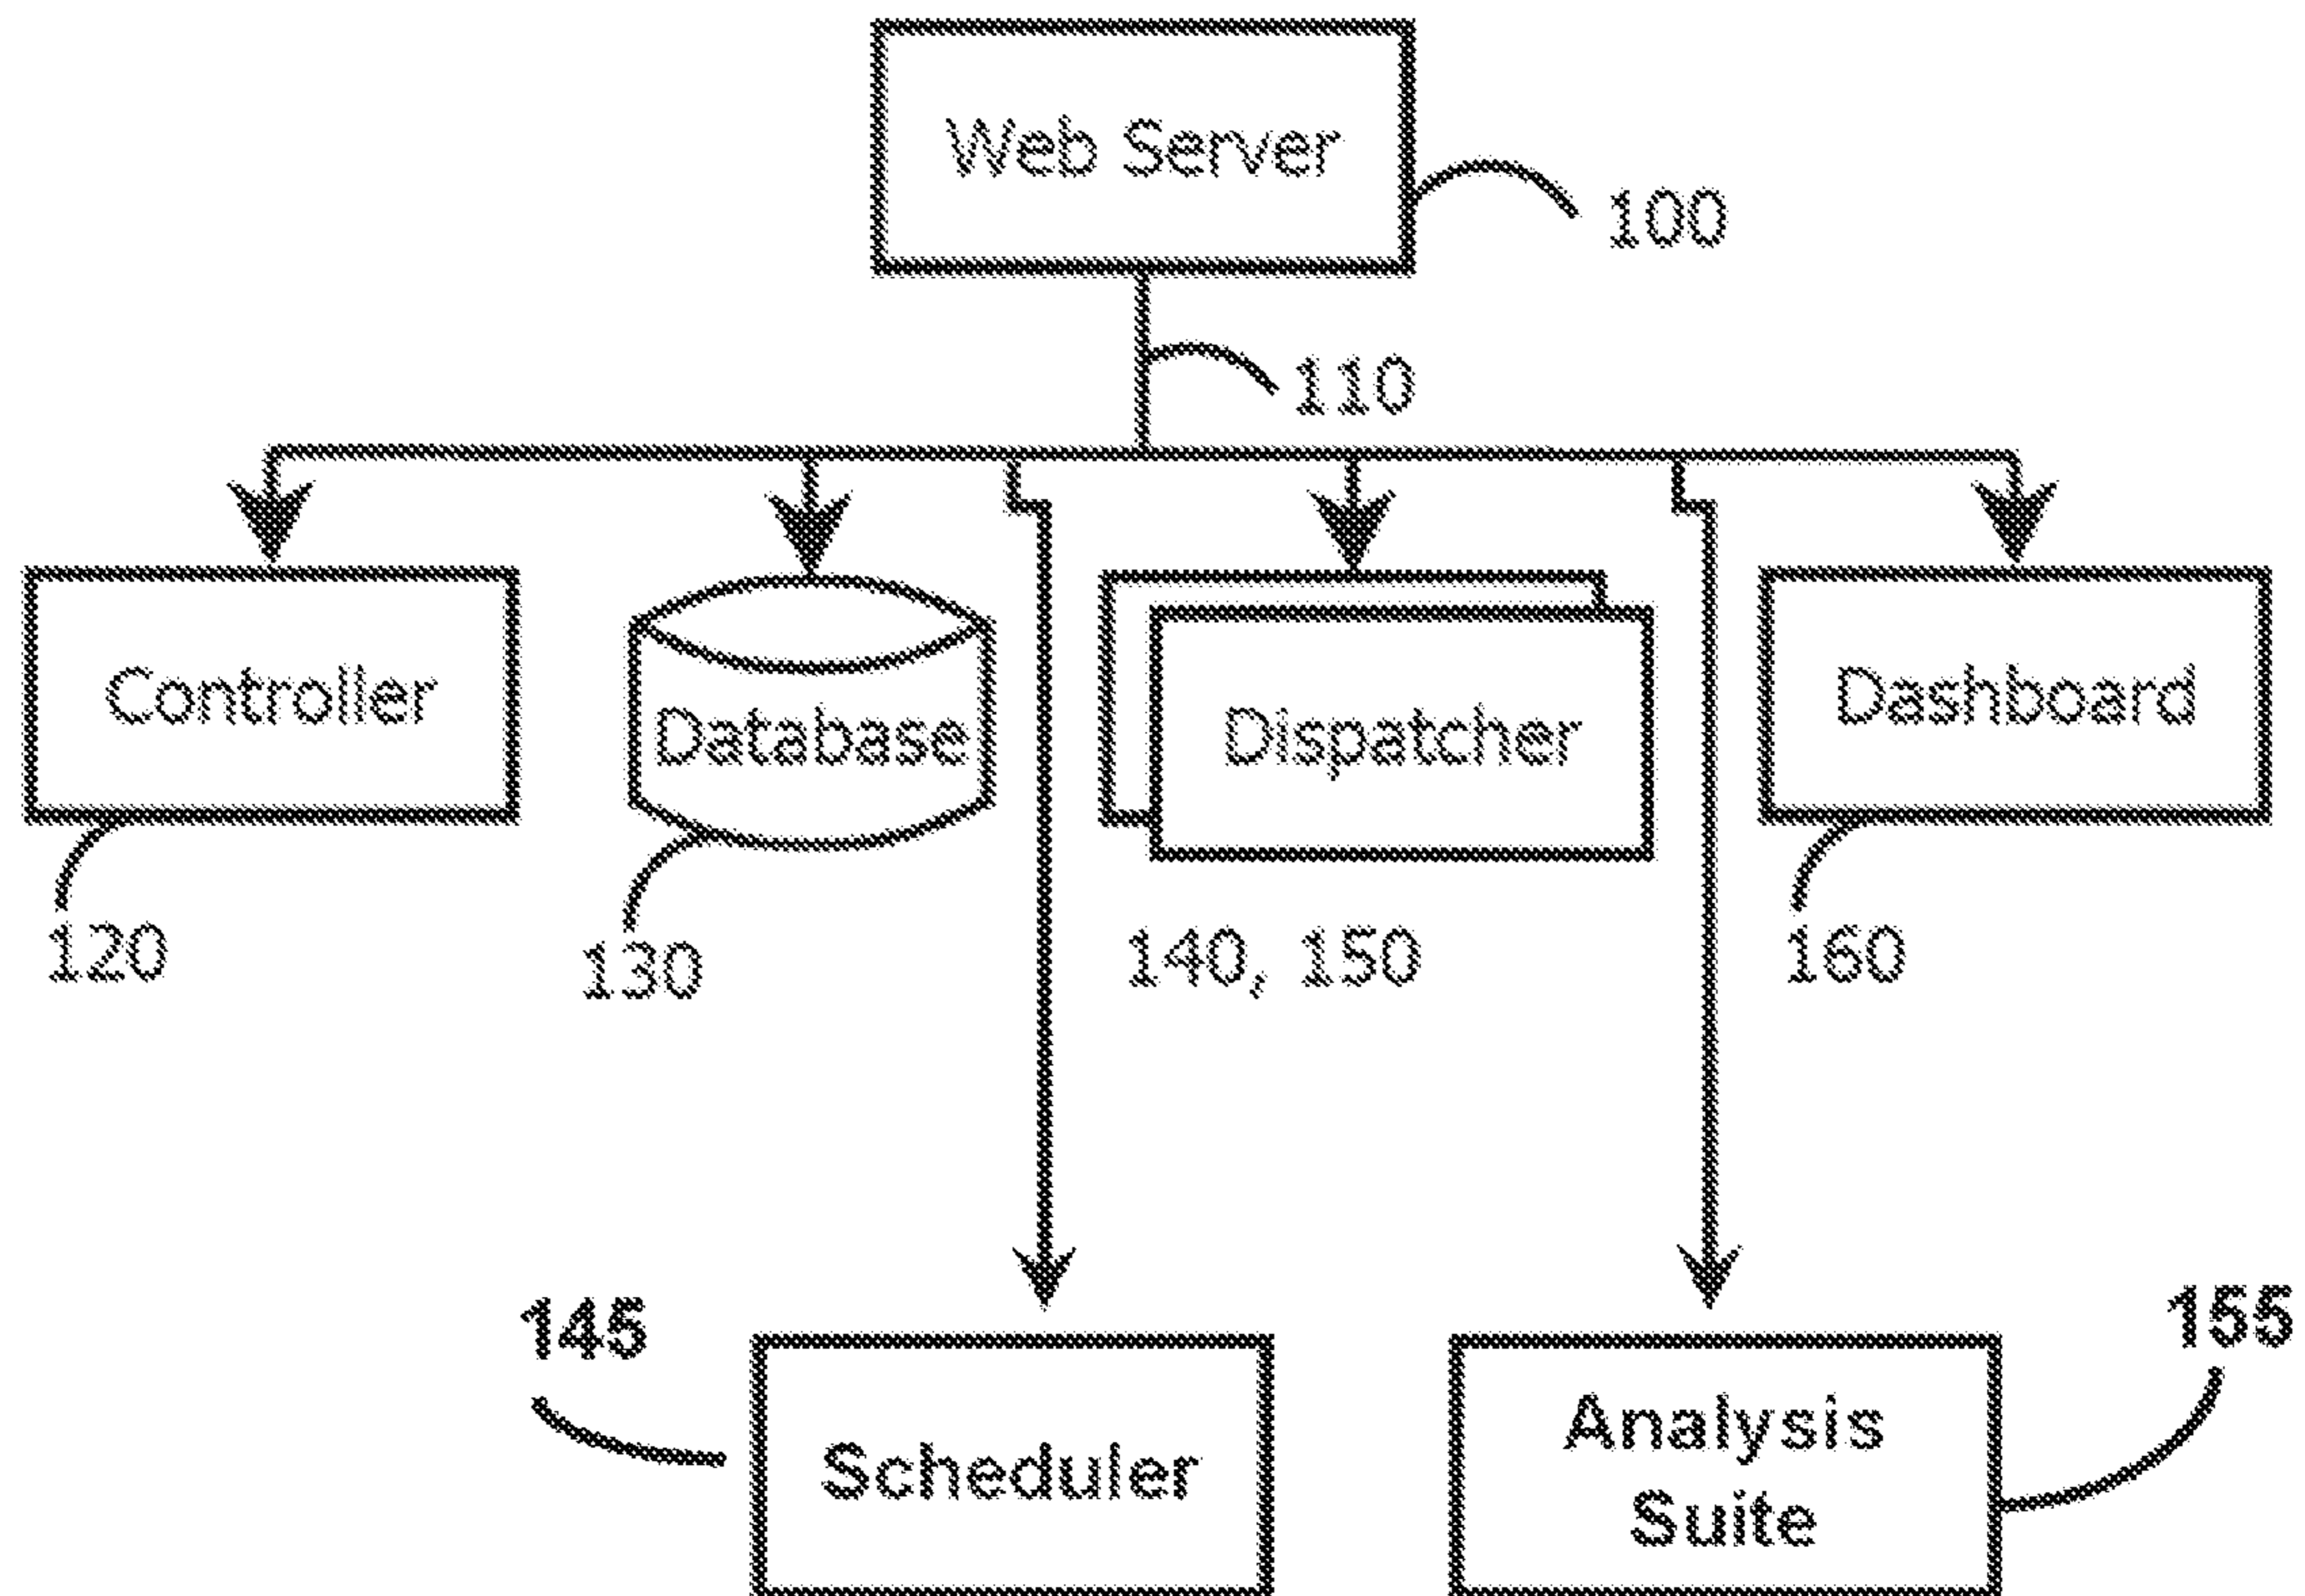 Web Server
100
110
Controller
Database
Dispatcher
Dashboard
120
130
140, 150
160
145
155
Scheduler
Analysis
Suite